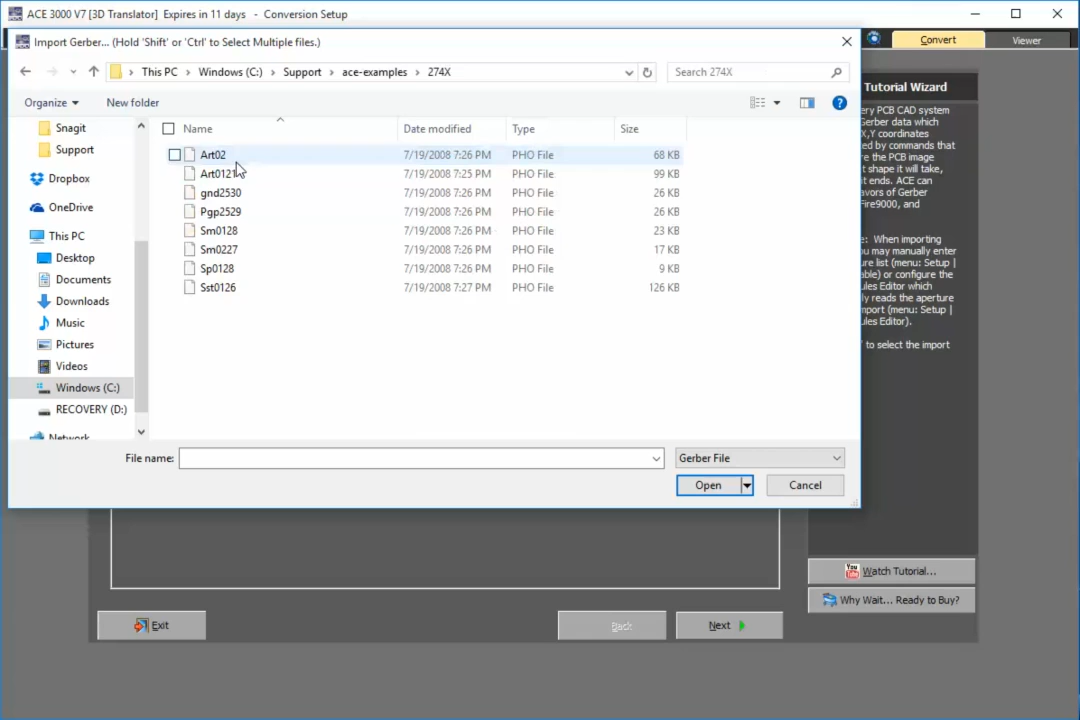 ACE 3000 V7 [3D Translator]  Expires in 11 days  -  Conversion Setup
Import Gerber... (Hold 'Shift' or 'Ctrl' to Select Multiple files.)
Convert
Viewer
This PC > Windows (C:) > Support > ace-examples > 274X
Search 274X
Organize
New folder
Snagit
Support
Dropbox
OneDrive
This PC
Desktop
Documents
Downloads
Music
Pictures
Videos
Windows (C:)
RECOVERY (D:)
Network
Name Date modified Type Size
Art02 7/19/2008 7:26 PM PHO File 68 KB
Art0121 7/19/2008 7:25 PM PHO File 99 KB
gnd2530 7/19/2008 7:26 PM PHO File 26 KB
Pgp2529 7/19/2008 7:26 PM PHO File 26 KB
Sm0128 7/19/2008 7:26 PM PHO File 23 KB
Sm0227 7/19/2008 7:26 PM PHO File 17 KB
Sp0128 7/19/2008 7:26 PM PHO File 9 KB
Sst0126 7/19/2008 7:27 PM PHO File 126 KB
File name:
Gerber File
Open
Cancel
Tutorial Wizard
ery PCB CAD system
Gerber data which
X,Y coordinates
ed by commands that
re the PCB image
t shape it will take,
it ends. ACE can
avors of Gerber
Fire9000, and
e: When importing
ou may manually enter
ure list (menu: Setup |
able) or configure the
ules Editor which
ly reads the aperture
mport (menu: Setup |
ules Editor).
' to select the import
You Tube
Watch Tutorial...
Why Wait... Ready to Buy?
Exit
Back
Next